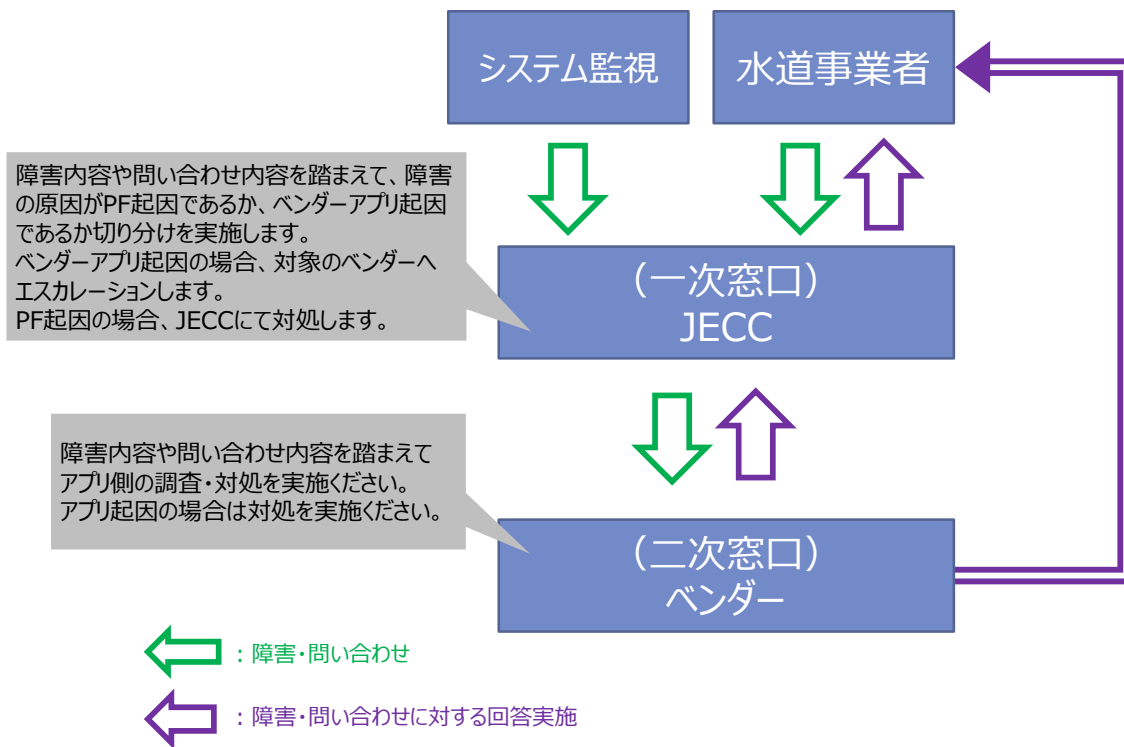 システム監視
水道事業者
障害内容や問い合わせ内容を踏まえて、障害
の原因がPF起因であるか、ベンダーアプリ起因
であるか切り分けを実施します。
ベンダーアプリ起因の場合、対象のベンダーへ
エスカレーションします。
PF起因の場合、JECCにて対処します。
（一次窓口）
JECC
障害内容や問い合わせ内容を踏まえて
アプリ側の調査・対処を実施ください。
アプリ起因の場合は対処を実施ください。
（二次窓口）
ベンダー
：障害・問い合わせ
：障害・問い合わせに対する回答実施